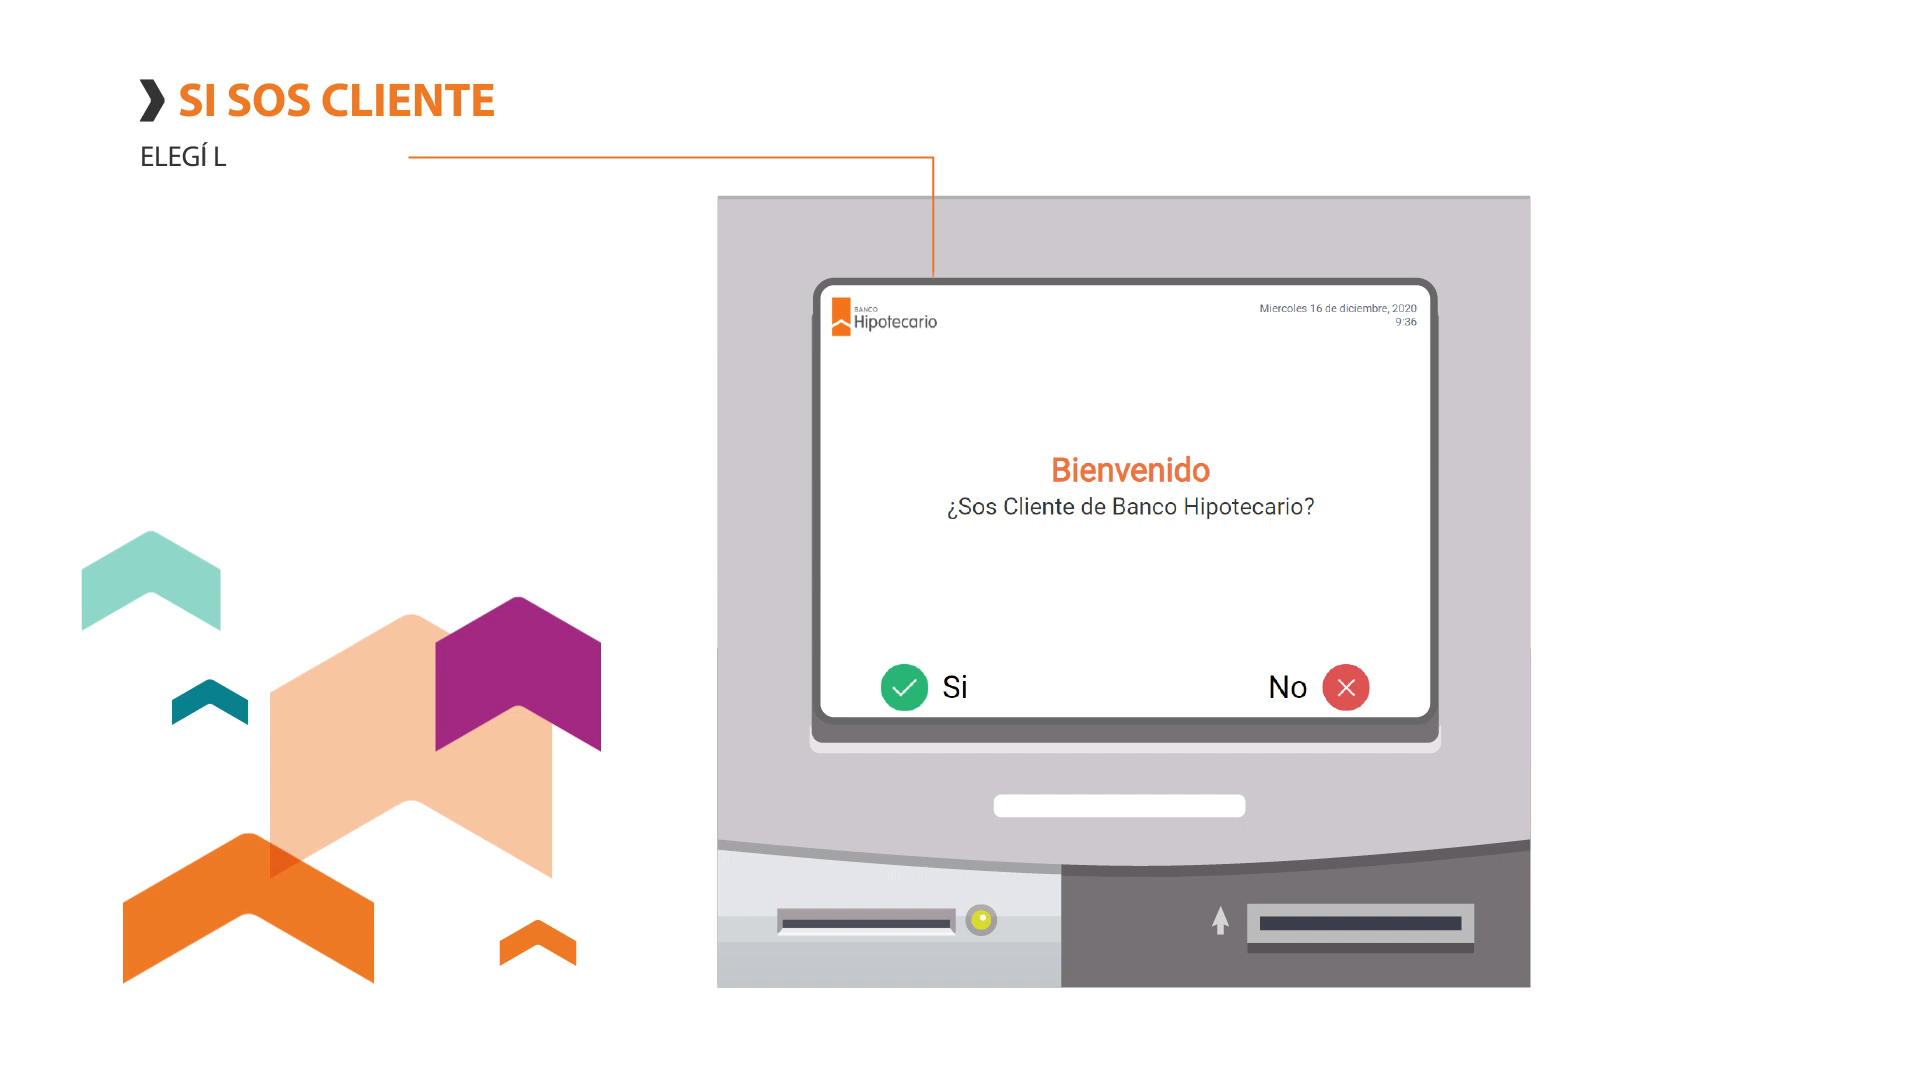 SI SOS CLIENTE
ELEGÍ L
BANCO
Hipotecario
Miercoles 16 de diciembre, 2020
9:36
Bienvenido
¿Sos Cliente de Banco Hipotecario?
Si
No